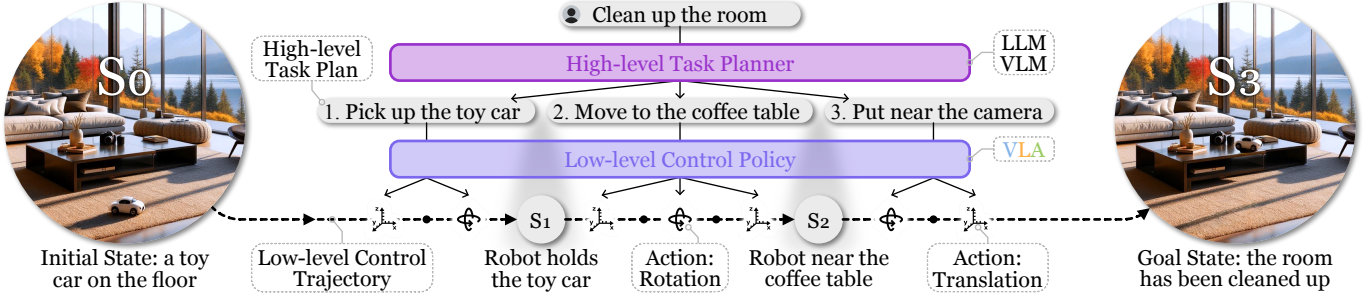 Clean up the room
High-level
Task Plan
High-level Task Planner
LLM
VLM
S0
S3
1. Pick up the toy car
2. Move to the coffee table
3. Put near the camera
Low-level Control Policy
VLA
z
y
x
z
y
x
z
y
x
z
y
x
S1
S2
Initial State: a toy
car on the floor
Low-level Control
Trajectory
Robot holds
the toy car
Action:
Rotation
Robot near the
coffee table
Action:
Translation
Goal State: the room
has been cleaned up